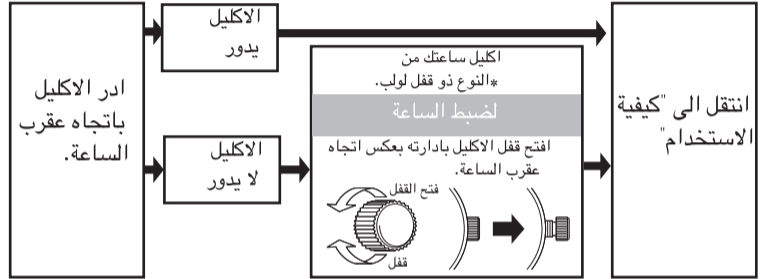 ادر الاكليل
باتجاه عقرب
الساعة.
الاكليل
يدور
الاكليل
لا يدور
اكليل ساعتك من
*النوع ذو قفل لولب.
لضبط الساعة
افتح قفل الاكليل بادارته بعكس اتجاه
عقرب الساعة.
فتح القفل
قفل
انتقل الى "كيفية
الاستخدام"